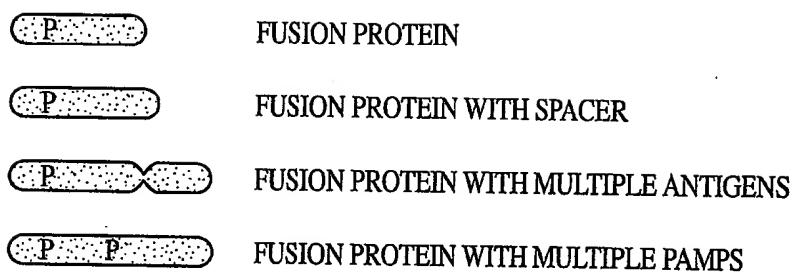 P FUSION PROTEIN
P FUSION PROTEIN WITH SPACER
P FUSION PROTEIN WITH MULTIPLE ANTIGENS
P P FUSION PROTEIN WITH MULTIPLE PAMPS